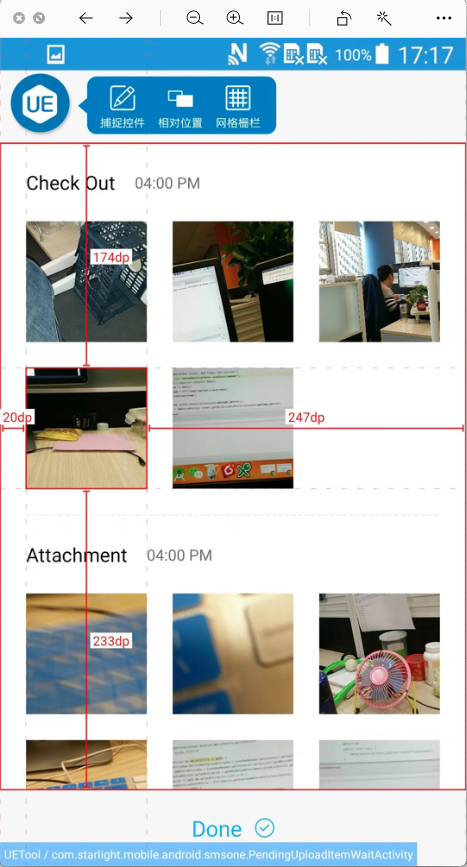 100% 17:17
UE
捕捉控件 相对位置 网格栅栏
Check Out 04:00 PM
174dp
20dp
247dp
Attachment 04:00 PM
233dp
Done
UETool / com.starlight.mobile.android.smsone.PendingUploadItemWaitActivity